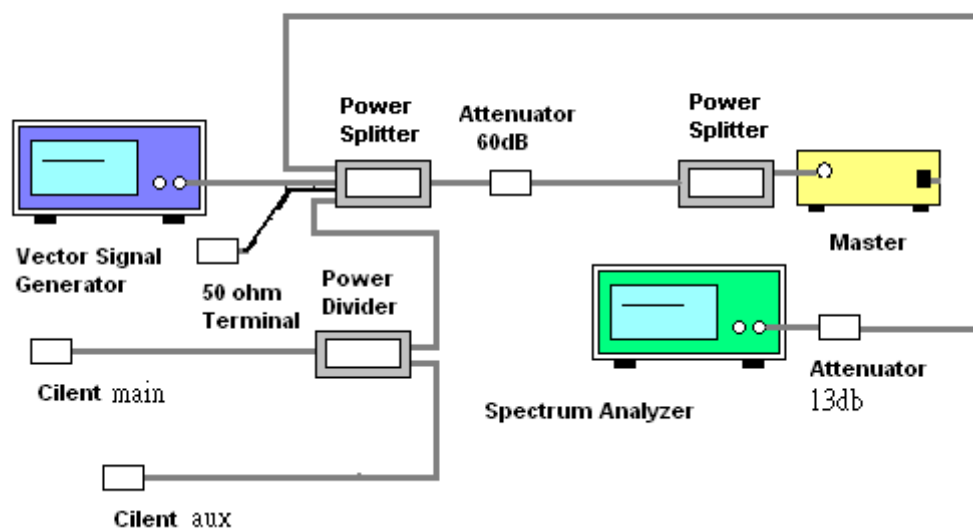 Power
Splitter
Attenuator
60dB
Power
Splitter
Vector Signal
Generator
50 ohm
Terminal
Power
Divider
Master
Cilent main
Spectrum Analyzer
Attenuator
13db
Cilent aux